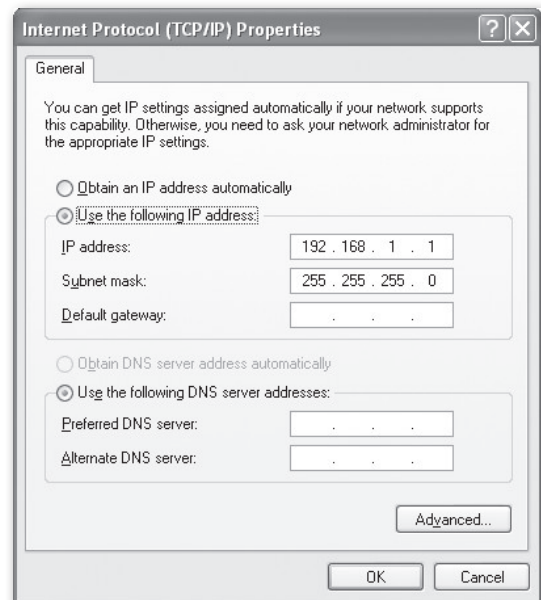 Internet Protocol (TCP/IP) Properties
General
You can get IP settings assigned automatically if your network supports
this capability. Otherwise, you need to ask your network administrator for
the appropriate IP settings.
Obtain an IP address automatically
Use the following IP address:
IP address: 192 . 168 . 1 . 1
Subnet mask: 255 . 255 . 255 . 0
Default gateway: . . .
Obtain DNS server address automatically
Use the following DNS server addresses:
Preferred DNS server: . . .
Alternate DNS server: . . .
Advanced...
OK Cancel